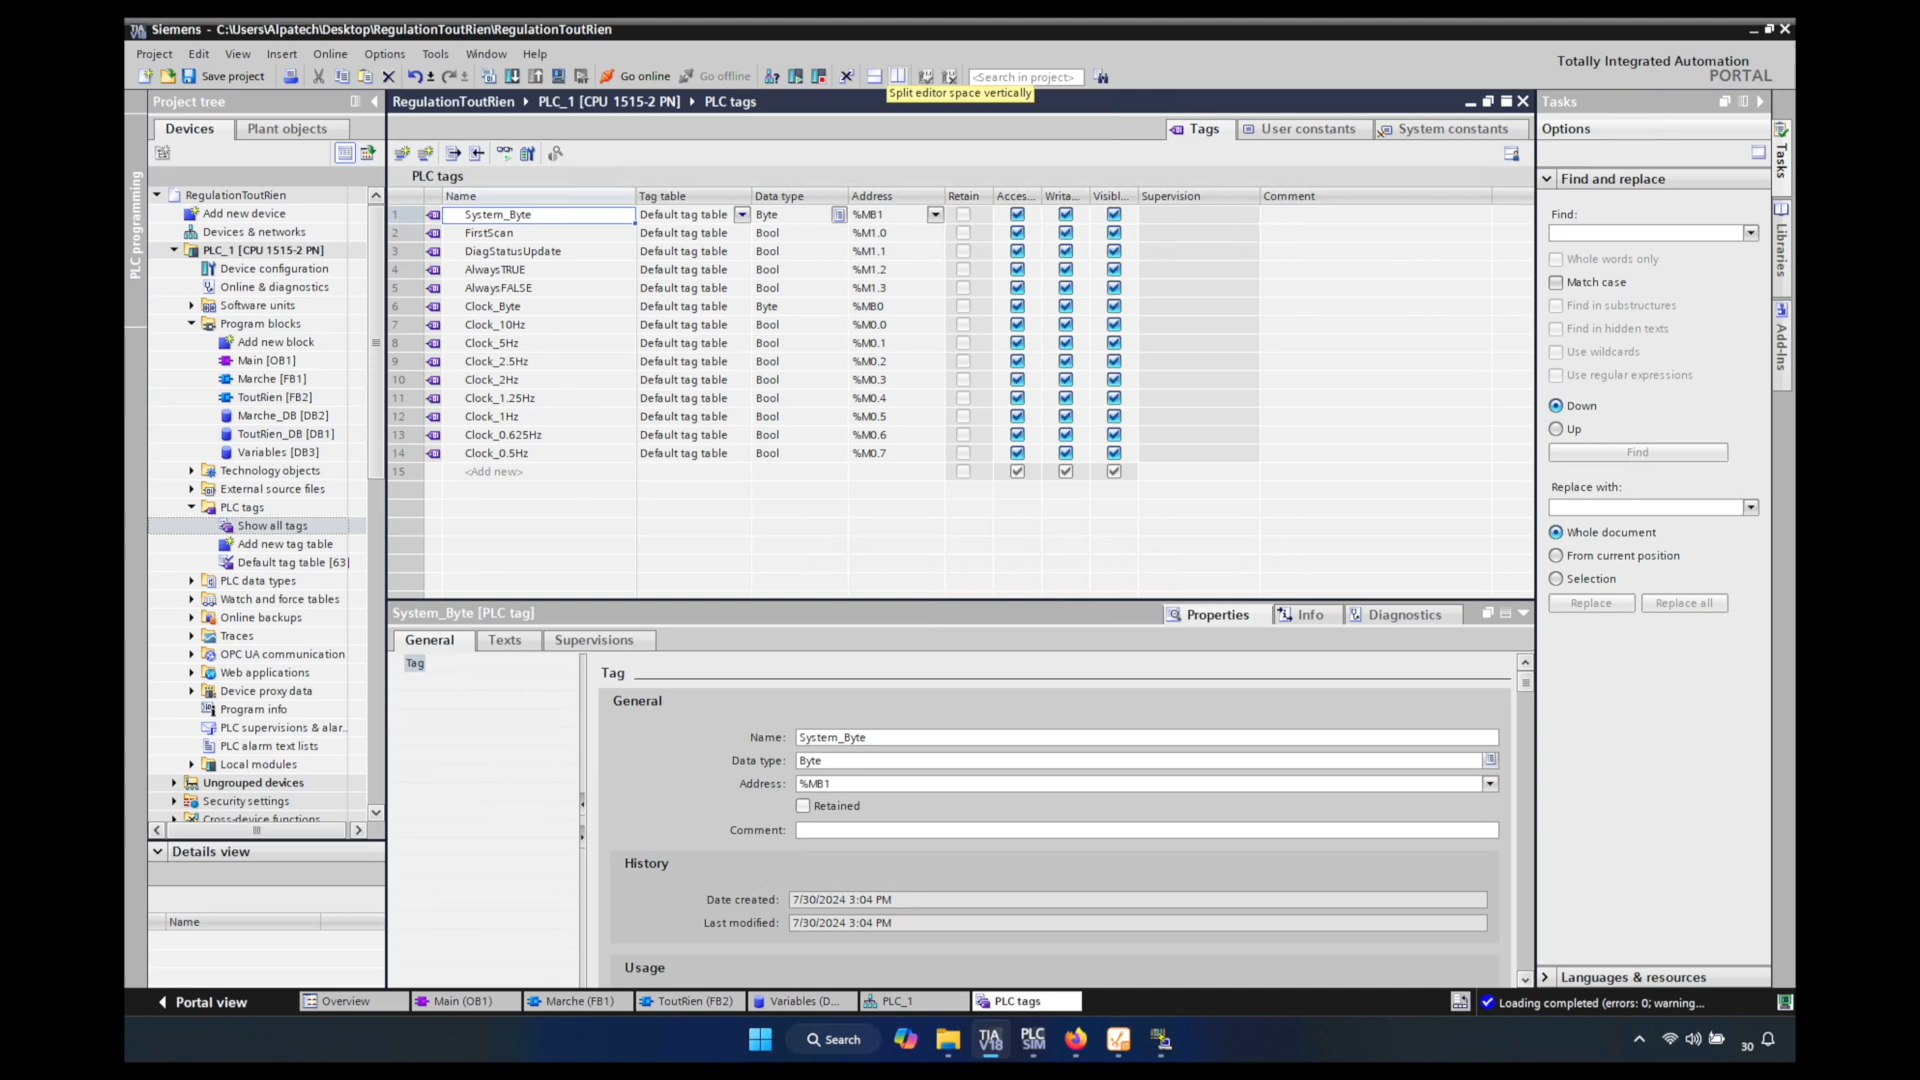 Siemens - C:\Users\Alpatech\Desktop\RegulationToutRien\RegulationToutRien
Project Edit View Insert Online Options Tools Window Help
Totally Integrated Automation
PORTAL
Save project
Go online
Go offline
<Search in project>
Split editor space vertically
Project tree
RegulationToutRien PLC_1 [CPU 1515-2 PN] PLC tags
Tasks
Devices
Plant objects
Tags
User constants
System constants
Options
PLC tags
PLC programming
RegulationToutRien
Add new device
Devices & networks
PLC_1 [CPU 1515-2 PN]
Device configuration
Online & diagnostics
Software units
Program blocks
Add new block
Main [OB1]
Marche [FB1]
ToutRien [FB2]
Marche_DB [DB2]
ToutRien_DB [DB1]
Variables [DB3]
Technology objects
External source files
PLC tags
Show all tags
Add new tag table
Default tag table [63]
PLC data types
Watch and force tables
Online backups
Traces
OPC UA communication
Web applications
Device proxy data
Program info
PLC supervisions & alar..
PLC alarm text lists
Local modules
Ungrouped devices
Security settings
Cross-device functions
Details view
Name
Name Tag table Data type Address Retain Acces... Writa... Visibl... Supervision Comment
1 System_Byte Default tag table Byte %MB1
2 FirstScan Default tag table Bool %M1.0
3 DiagStatusUpdate Default tag table Bool %M1.1
4 AlwaysTRUE Default tag table Bool %M1.2
5 AlwaysFALSE Default tag table Bool %M1.3
6 Clock_Byte Default tag table Byte %MB0
7 Clock_10Hz Default tag table Bool %M0.0
8 Clock_5Hz Default tag table Bool %M0.1
9 Clock_2.5Hz Default tag table Bool %M0.2
10 Clock_2Hz Default tag table Bool %M0.3
11 Clock_1.25Hz Default tag table Bool %M0.4
12 Clock_1Hz Default tag table Bool %M0.5
13 Clock_0.625Hz Default tag table Bool %M0.6
14 Clock_0.5Hz Default tag table Bool %M0.7
15 <Add new>
System_Byte [PLC tag]
Properties
Info
Diagnostics
General
Texts
Supervisions
Tag
Tag
General
Name: System_Byte
Data type: Byte
Address: %MB1
Retained
Comment:
History
Date created: 7/30/2024 3:04 PM
Last modified: 7/30/2024 3:04 PM
Usage
Find and replace
Find:
Whole words only
Match case
Find in substructures
Find in hidden texts
Use wildcards
Use regular expressions
Down
Up
Find
Replace with:
Whole document
From current position
Selection
Replace
Replace all
Languages & resources
Tasks
Libraries
Add-Ins
Portal view
Overview
Main (OB1)
Marche (FB1)
ToutRien (FB2)
Variables (D...
PLC_1
PLC tags
Loading completed (errors: 0; warning...
Search
TIA
V18
PLC
SIM
30